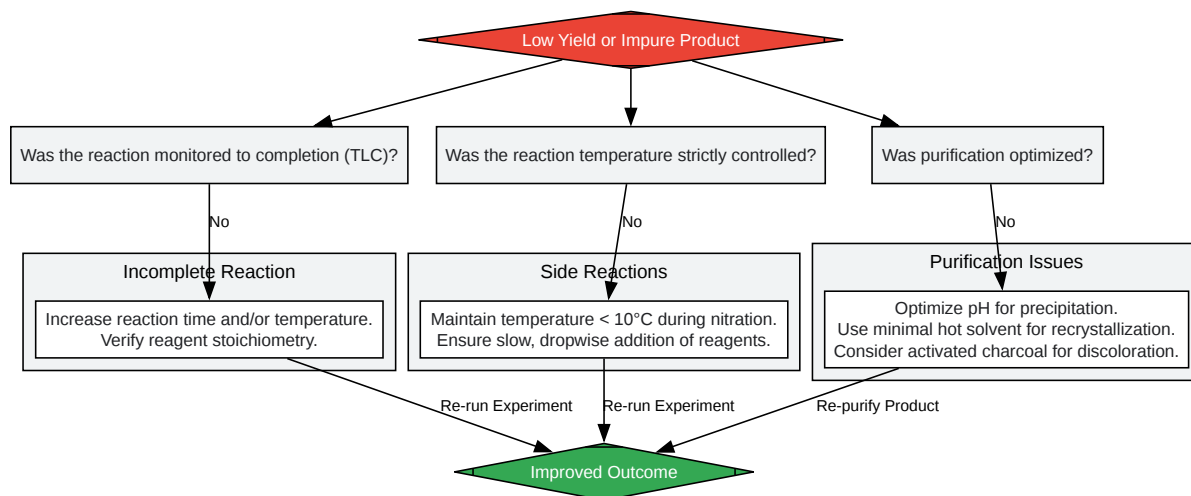 Low Yield or Impure Product
Was the reaction monitored to completion (TLC)?
Was the reaction temperature strictly controlled?
Was purification optimized?
No
No
No
Incomplete Reaction
Increase reaction time and/or temperature.
Verify reagent stoichiometry.
Side Reactions
Maintain temperature < 10°C during nitration.
Ensure slow, dropwise addition of reagents.
Purification Issues
Optimize pH for precipitation.
Use minimal hot solvent for recrystallization.
Consider activated charcoal for discoloration.
Re-run Experiment
Re-run Experiment
Re-purify Product
Improved Outcome